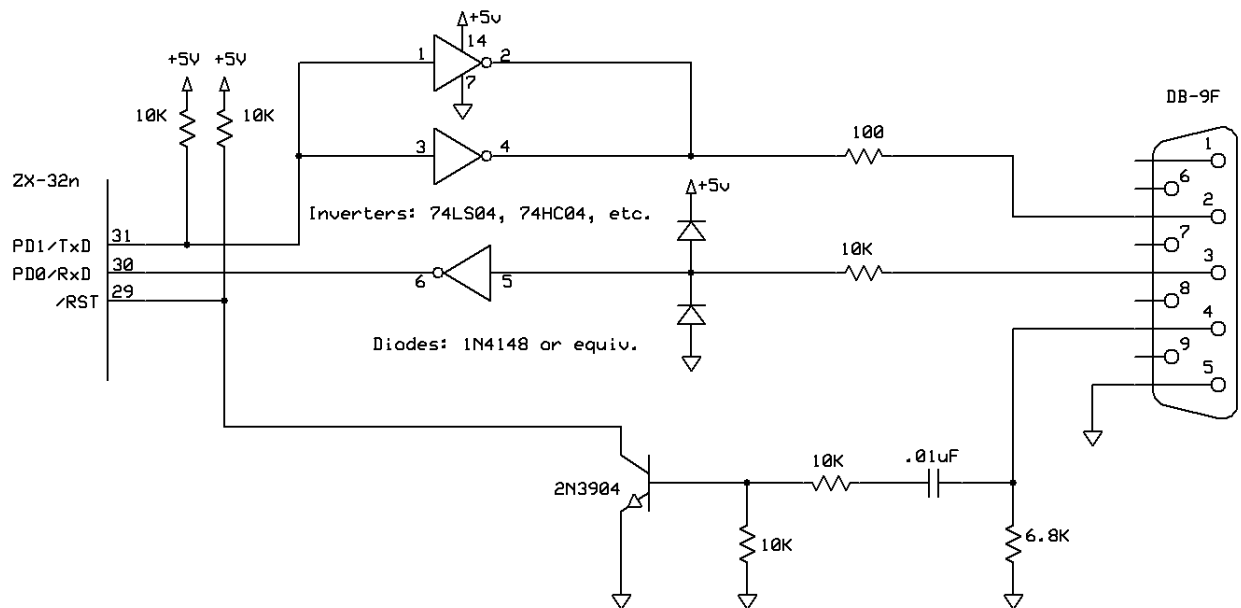 +5v
14
1
2
7
+5V
+5V
10K
10K
DB-9F
3
4
100
1
6
2
ZX-32n
+5v
Inverters: 74LS04, 74HC04, etc.
7
PD1/TxD
31
PD0/RxD
30
6
5
10K
3
/RST
29
8
4
Diodes: 1N4148 or equiv.
9
5
2N3904
10K
.01uF
10K
6.8K